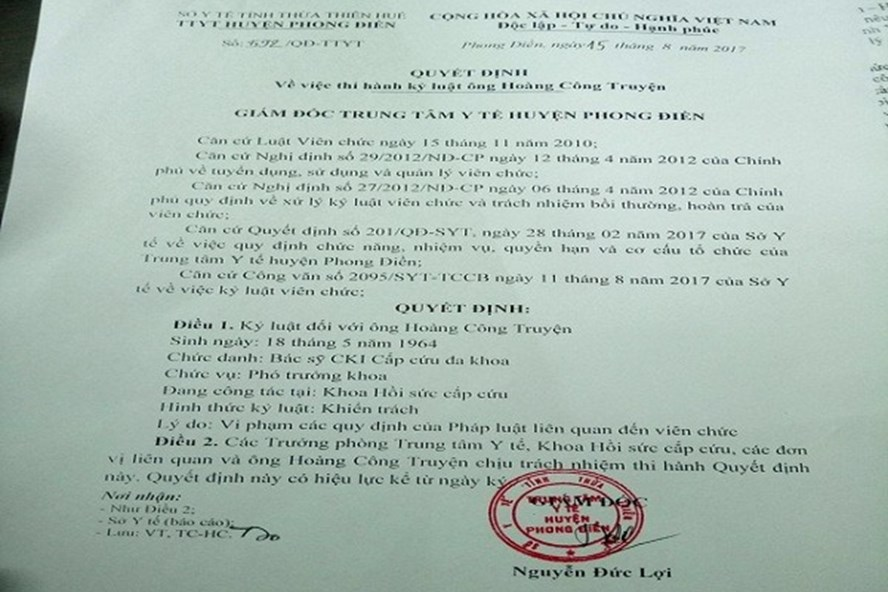 SỞ Y TẾ TỈNH THỪA THIÊN HUẾ
TTYT HUYỆN PHONG ĐIỀN
CỘNG HÒA XÃ HỘI CHỦ NGHĨA VIỆT NAM
Độc lập - Tự do - Hạnh phúc
Số: /QĐ-TTYT
Phong Điền, ngày 15 tháng 8 năm 2017
QUYẾT ĐỊNH
Về việc thi hành kỷ luật ông Hoàng Công Truyện
GIÁM ĐỐC TRUNG TÂM Y TẾ HUYỆN PHONG ĐIỀN
Căn cứ Luật Viên chức ngày 15 tháng 11 năm 2010;
Căn cứ Nghị định số 29/2012/NĐ-CP ngày 12 tháng 4 năm 2012 của Chính
phủ về tuyển dụng, sử dụng và quản lý viên chức;
Căn cứ Nghị định số 27/2012/NĐ-CP ngày 06 tháng 4 năm 2012 của Chính
phủ quy định về xử lý kỷ luật viên chức và trách nhiệm bồi thường, hoàn trả của
viên chức;
Căn cứ Quyết định số 201/QĐ-SYT, ngày 28 tháng 02 năm 2017 của Sở Y
tế về việc quy định chức năng, nhiệm vụ, quyền hạn và cơ cấu tổ chức của
Trung tâm Y tế huyện Phong Điền;
Căn cứ Công văn số 2095/SYT-TCCB ngày 11 tháng 8 năm 2017 của Sở Y
tế về việc kỷ luật viên chức;
QUYẾT ĐỊNH:
Điều 1. Kỷ luật đối với ông Hoàng Công Truyện
Sinh ngày: 18 tháng 5 năm 1964
Chức danh: Bác sỹ CKI Cấp cứu đa khoa
Chức vụ: Phó trưởng khoa
Đang công tác tại: Khoa Hồi sức cấp cứu
Hình thức kỷ luật: Khiển trách
Lý do: Vi phạm các quy định của Pháp luật liên quan đến viên chức
Điều 2. Các Trưởng phòng Trung tâm Y tế, Khoa Hồi sức cấp cứu, các đơn
vị liên quan và ông Hoàng Công Truyện chịu trách nhiệm thi hành Quyết định
này. Quyết định này có hiệu lực kể từ ngày ký.
Nơi nhận:
- Như Điều 2;
- Sở Y tế (báo cáo);
- Lưu: VT, TC-HC.
GIÁM ĐỐC
TRUNG TÂM
Y TẾ
HUYỆN
PHONG ĐIỀN
Nguyễn Đức Lợi